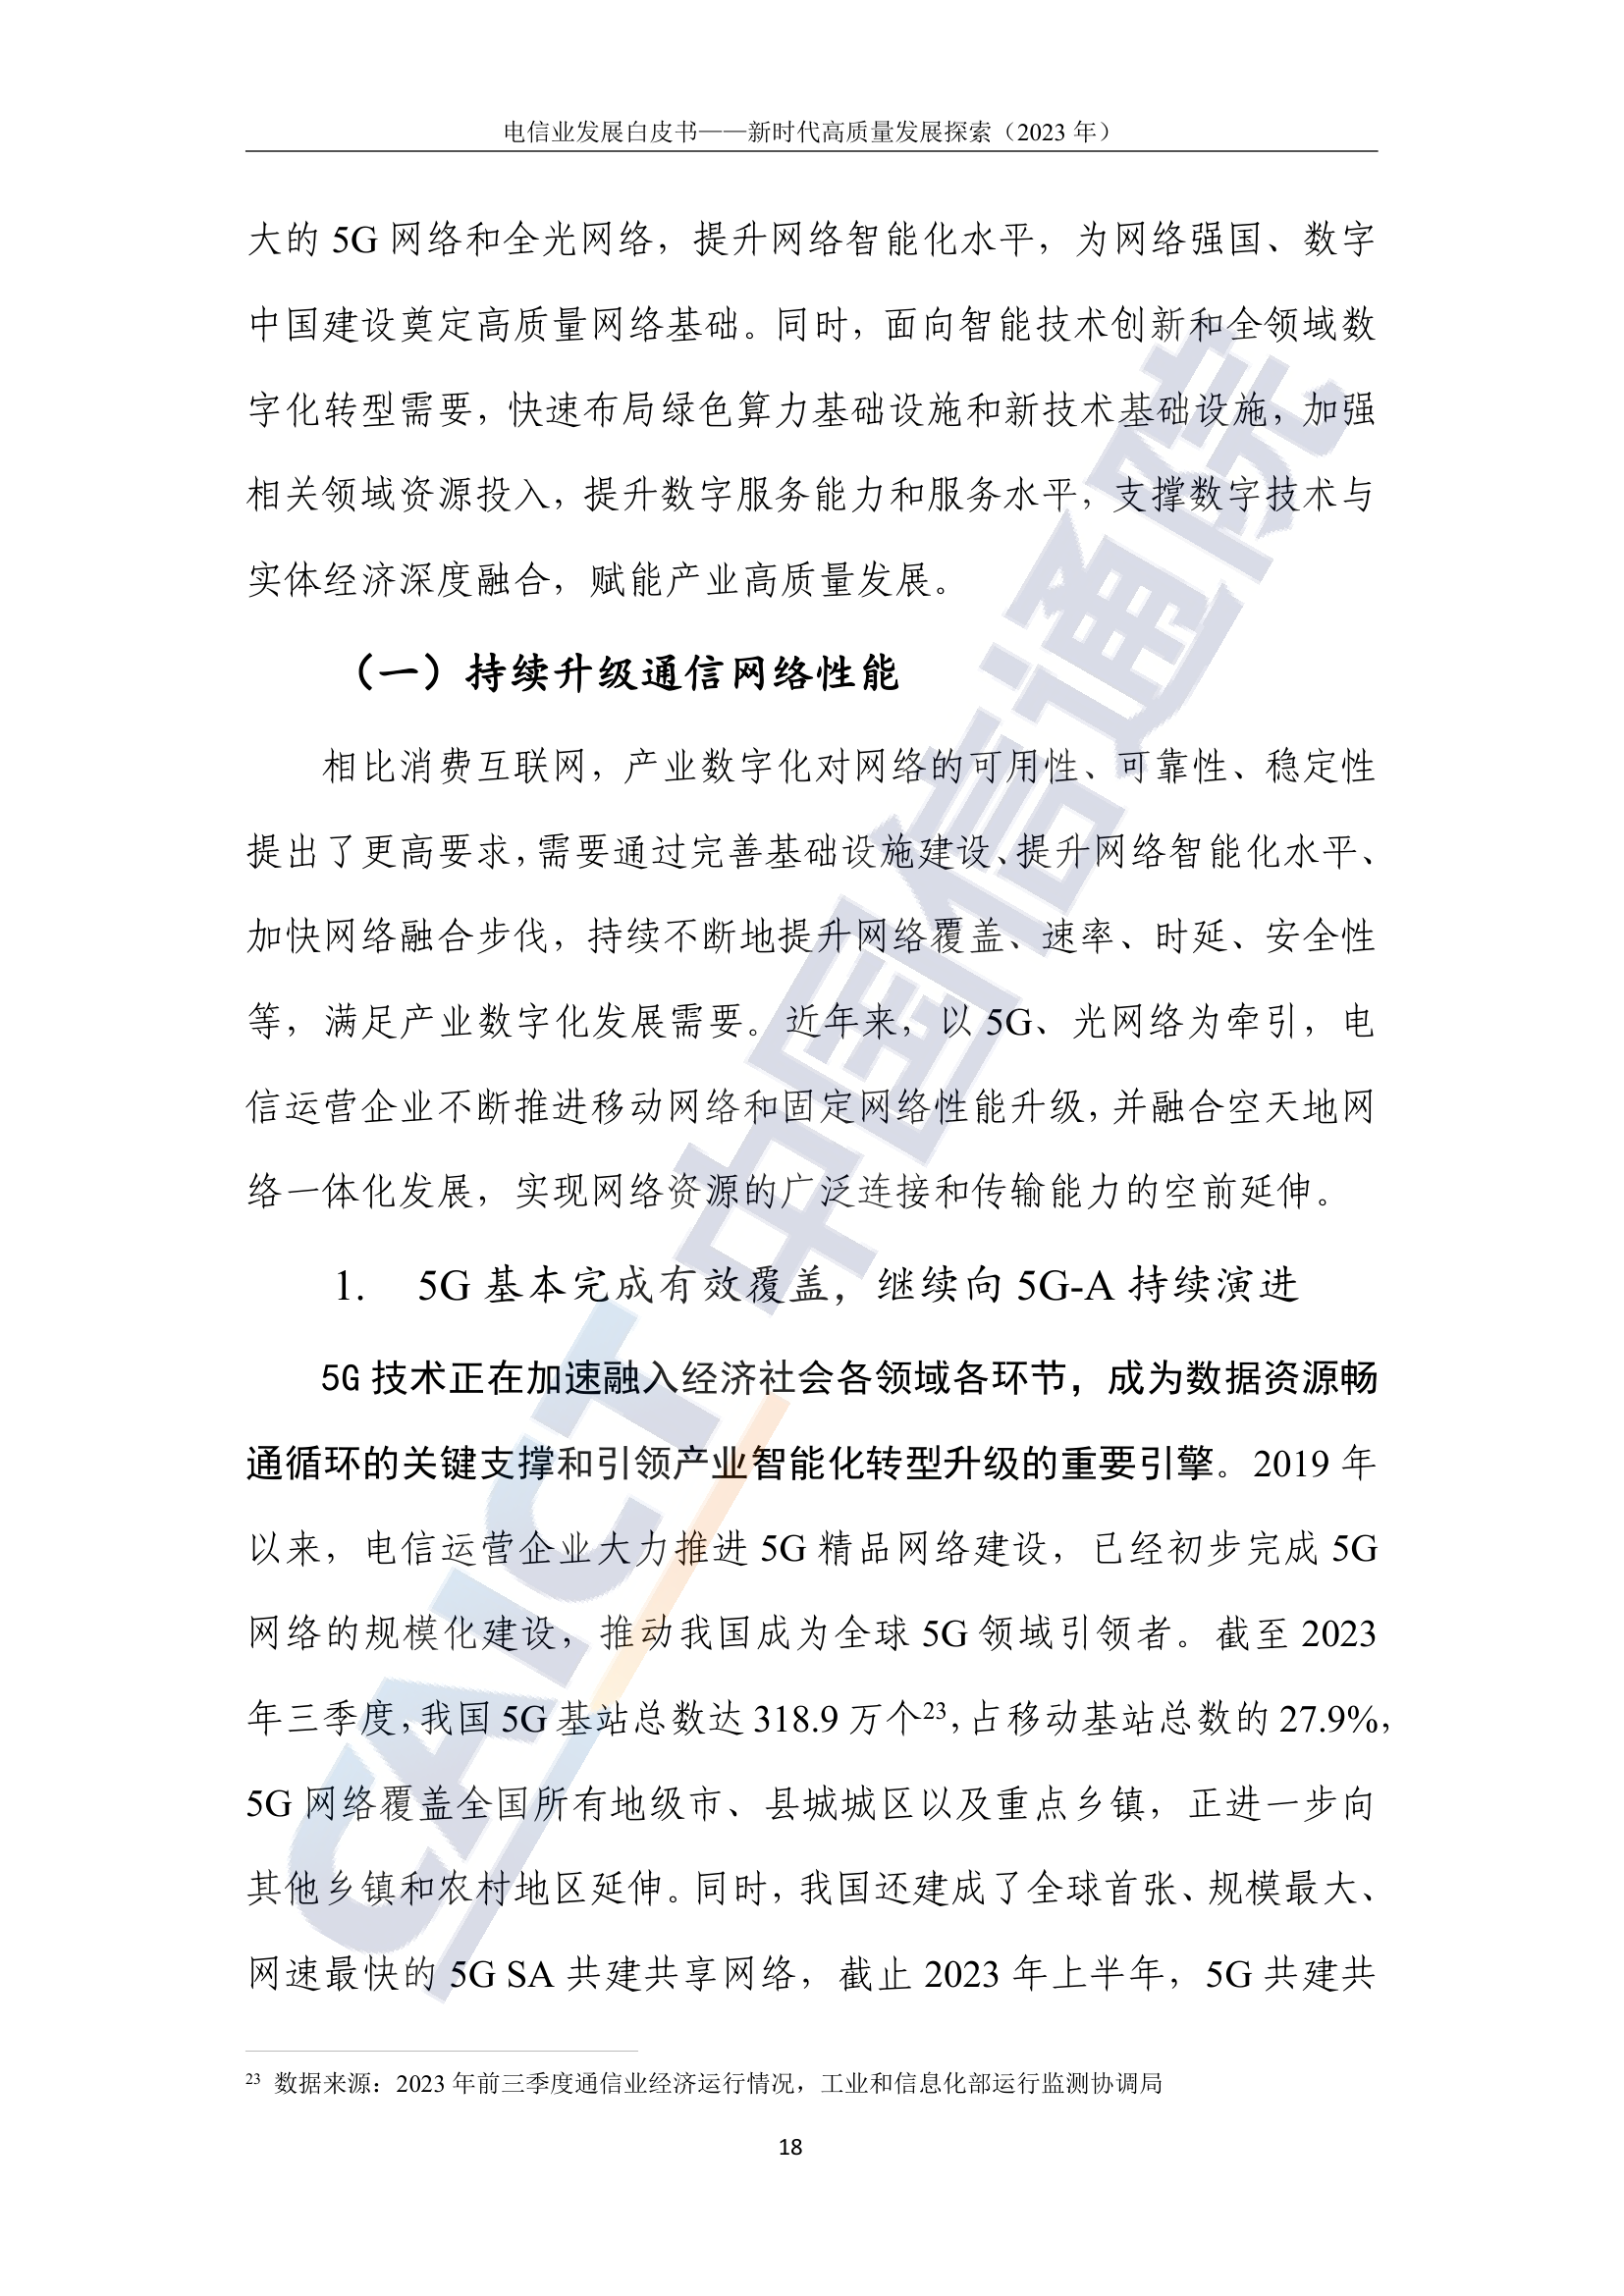 电信业发展白皮书——新时代高质量发展探索（2023 年）
大的 5G 网络和全光网络，提升网络智能化水平，为网络强国、数字
中国建设奠定高质量网络基础。同时，面向智能技术创新和全领域数
字化转型需要，快速布局绿色算力基础设施和新技术基础设施，加强
相关领域资源投入，提升数字服务能力和服务水平，支撑数字技术与
实体经济深度融合，赋能产业高质量发展。
（一）持续升级通信网络性能
相比消费互联网，产业数字化对网络的可用性、可靠性、稳定性
提出了更高要求，需要通过完善基础设施建设、提升网络智能化水平、
加快网络融合步伐，持续不断地提升网络覆盖、速率、时延、安全性
等，满足产业数字化发展需要。近年来，以 5G、光网络为牵引，电
信运营企业不断推进移动网络和固定网络性能升级，并融合空天地网
络一体化发展，实现网络资源的广泛连接和传输能力的空前延伸。
1. 5G 基本完成有效覆盖，继续向 5G-A 持续演进
5G 技术正在加速融入经济社会各领域各环节，成为数据资源畅
通循环的关键支撑和引领产业智能化转型升级的重要引擎。2019 年
以来，电信运营企业大力推进 5G 精品网络建设，已经初步完成 5G
网络的规模化建设，推动我国成为全球 5G 领域引领者。截至 2023
年三季度，我国 5G 基站总数达 318.9 万个23，占移动基站总数的 27.9%，
5G 网络覆盖全国所有地级市、县城城区以及重点乡镇，正进一步向
其他乡镇和农村地区延伸。同时，我国还建成了全球首张、规模最大、
网速最快的 5G SA 共建共享网络，截止 2023 年上半年，5G 共建共
23 数据来源：2023 年前三季度通信业经济运行情况，工业和信息化部运行监测协调局
18
CAICT 中国信通院